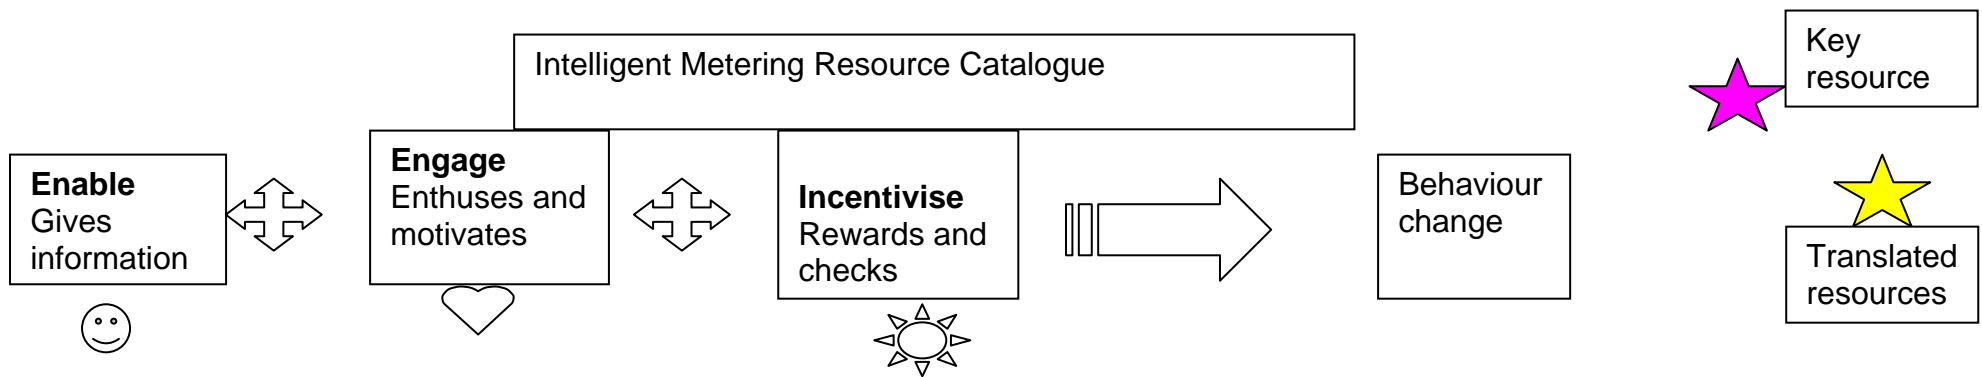 Intelligent Metering Resource Catalogue
Key
resource
Enable
Gives
information
Engage
Enthuses and
motivates
Incentivise
Rewards and
checks
Behaviour
change
Translated
resources